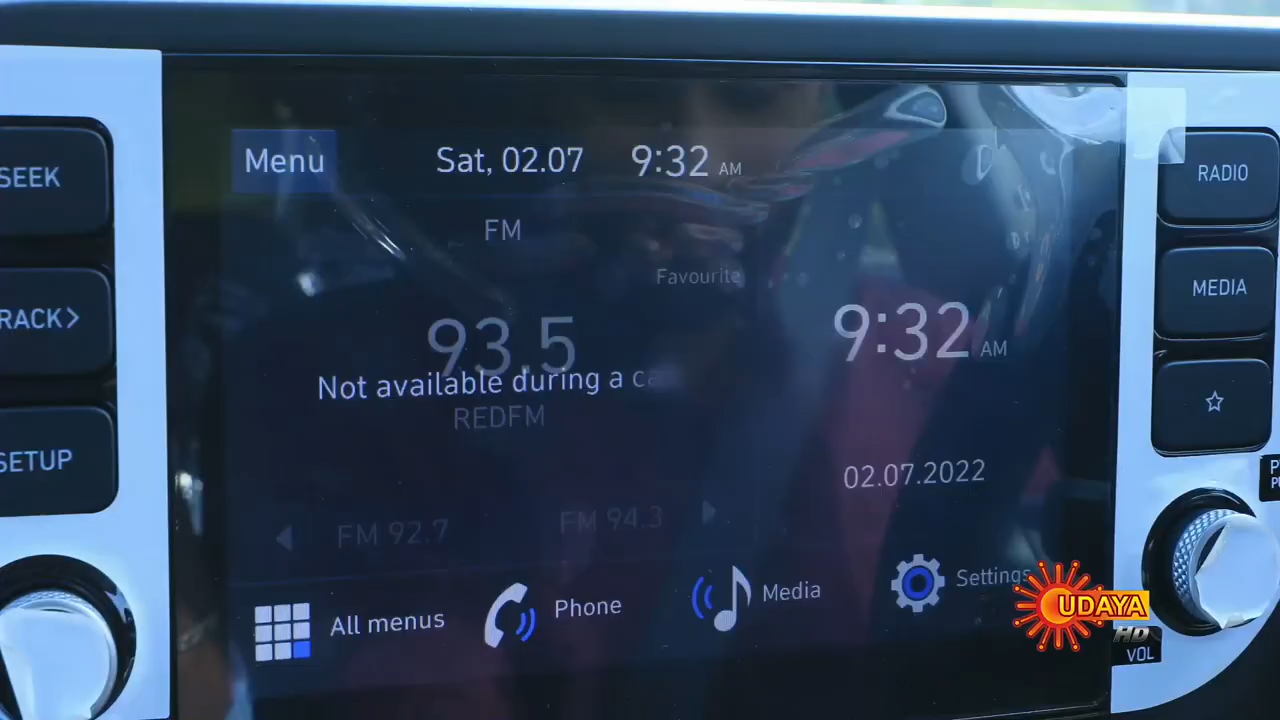 SEEK
RACK>
SETUP
Menu
Sat, 02.07
9:32 AM
FM
Favourite
93.5
Not available during a
REDFM
9:32 AM
02.07.2022
FM 92.7
FM 94.3
All menus
Phone
Media
Settings
RADIO
MEDIA
VOL
UDAYA
HD